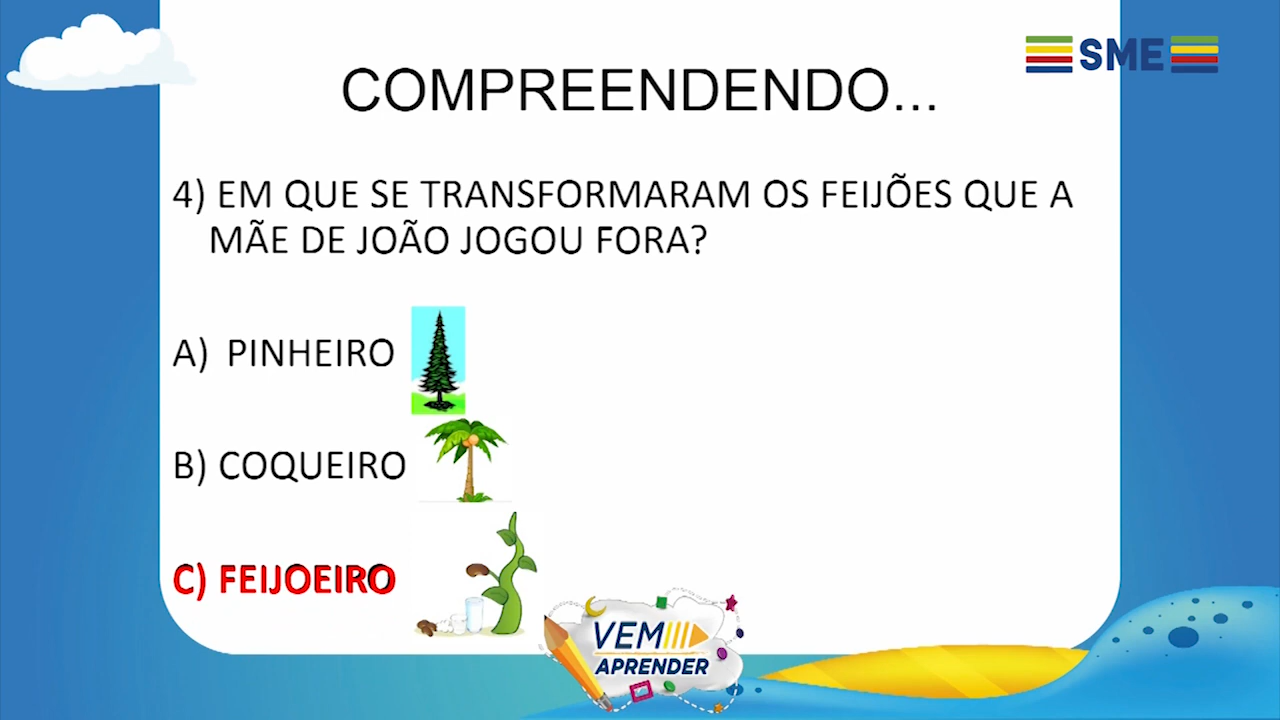 SME
COMPREENDENDO...
4) EM QUE SE TRANSFORMARAM OS FEIJÕES QUE A
MÃE DE JOÃO JOGOU FORA?
A) PINHEIRO
B) COQUEIRO
C) FEIJOEIRO
VEM
APRENDER